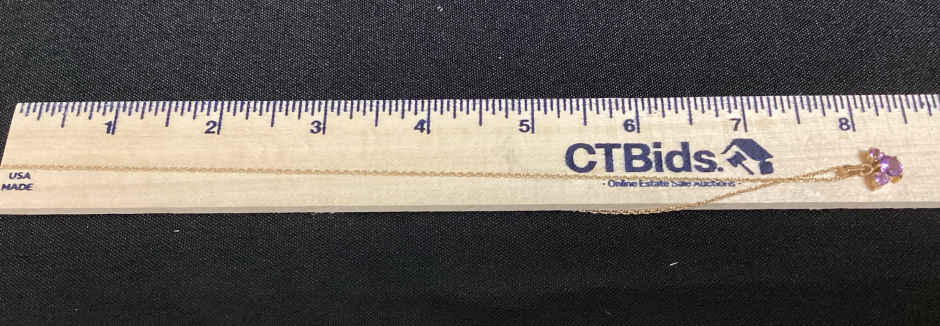 1 2 3 4 5 6 7 8
CTBids.
USA
MADE
- Online Estate Sale Auctions -